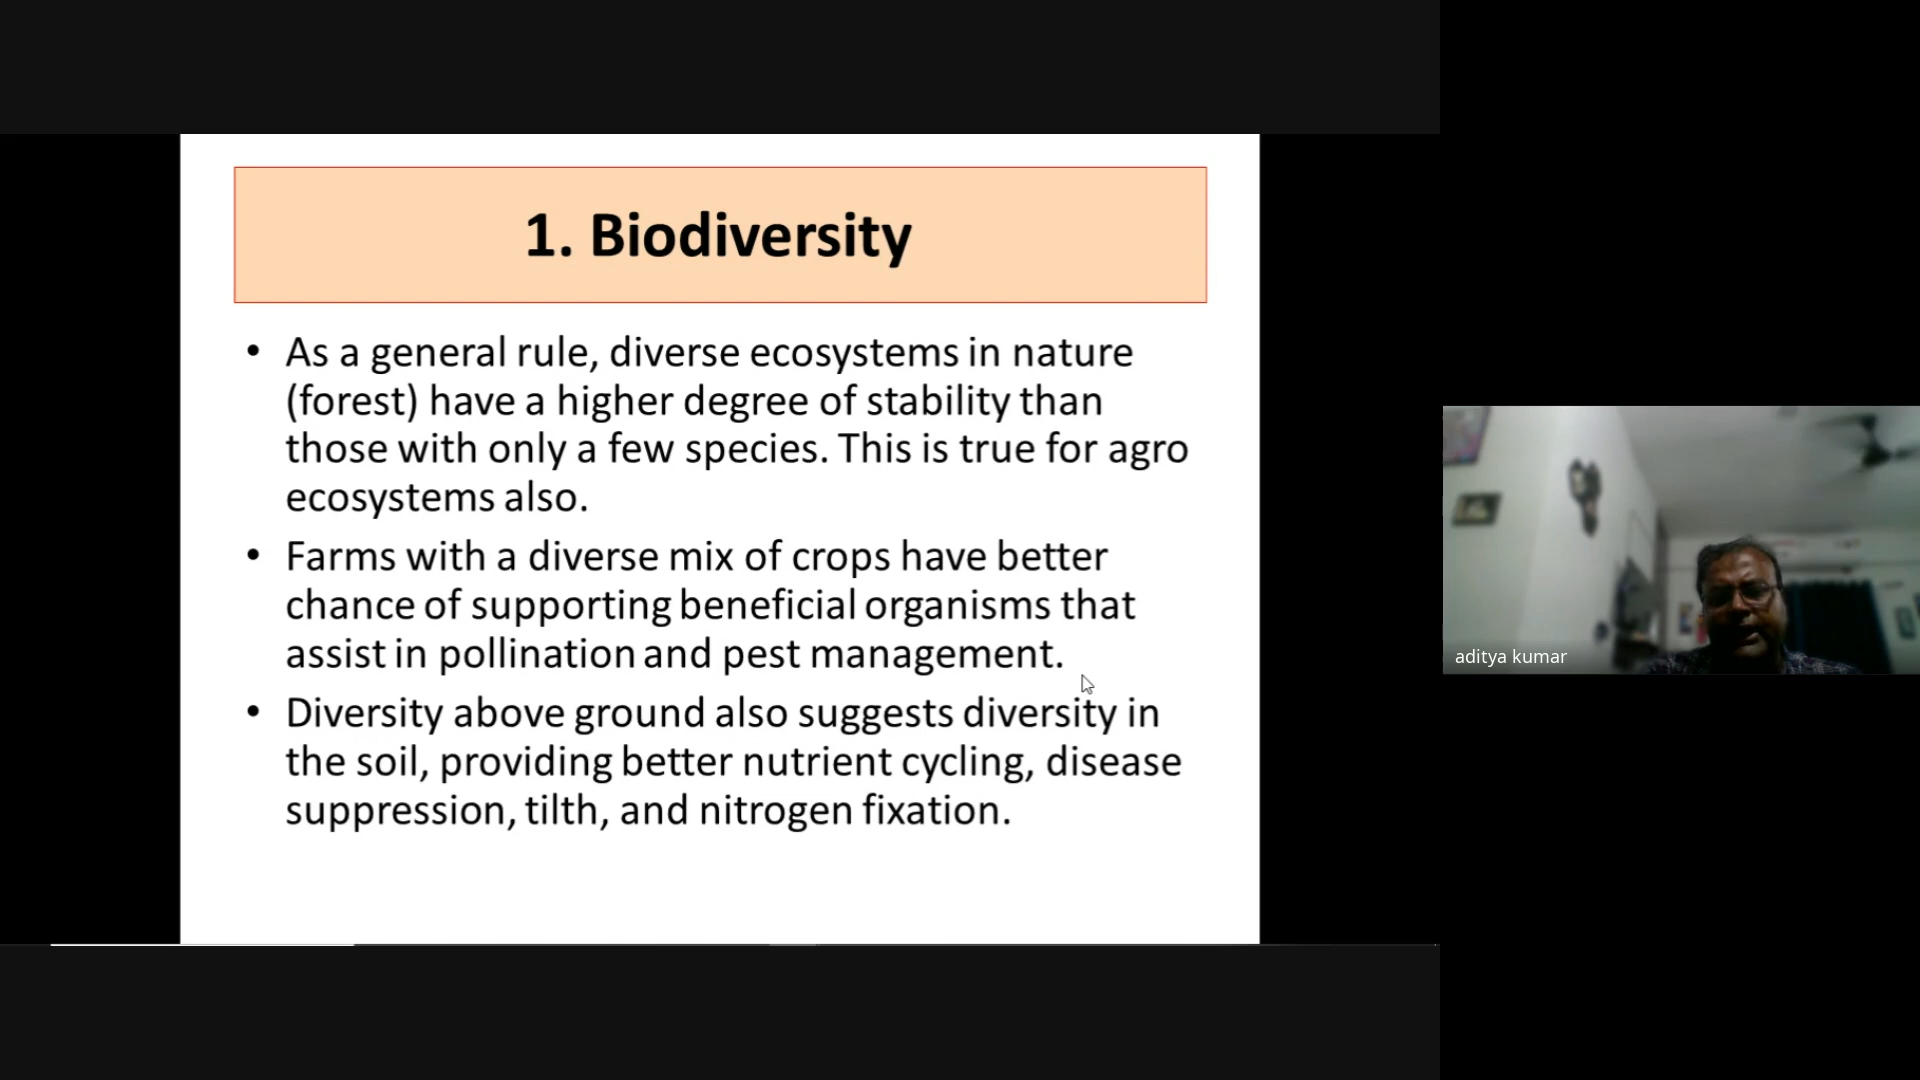 1. Biodiversity
• As a general rule, diverse ecosystems in nature
(forest) have a higher degree of stability than
those with only a few species. This is true for agro
ecosystems also.
• Farms with a diverse mix of crops have better
chance of supporting beneficial organisms that
assist in pollination and pest management.
• Diversity above ground also suggests diversity in
the soil, providing better nutrient cycling, disease
suppression, tilth, and nitrogen fixation.
aditya kumar